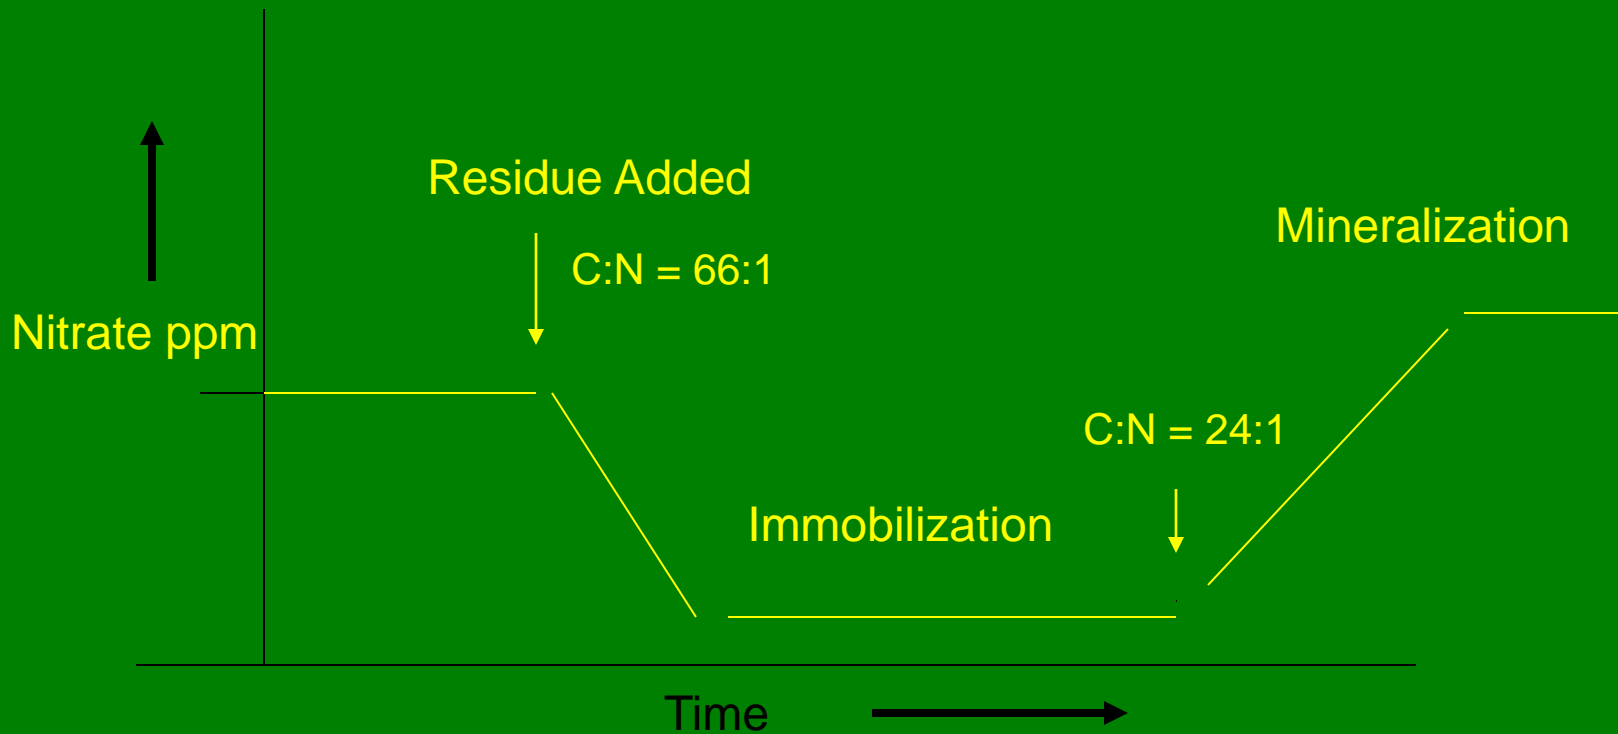 Residue Added
C:N = 66:1
Mineralization
Nitrate ppm
C:N = 24:1
Immobilization
Time